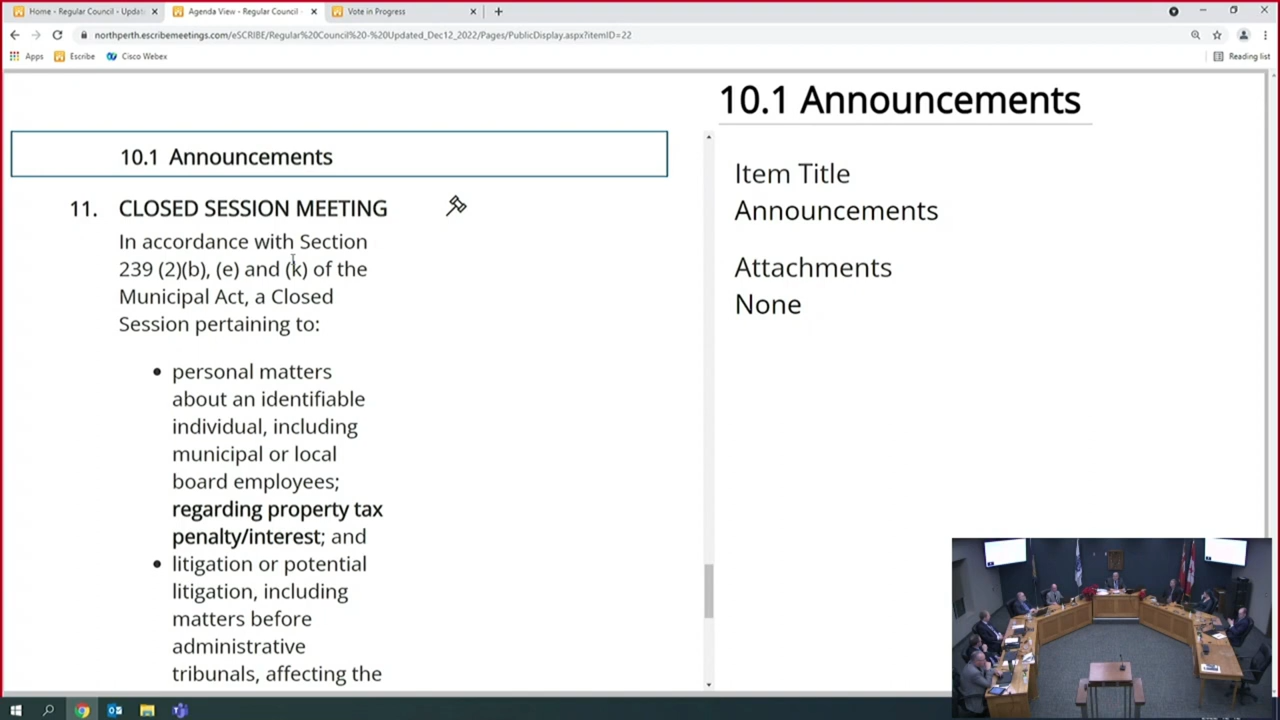 Home - Regular Council - Updat
Agenda View - Regular Council -
Vote in Progress
northperth.escribemeetings.com/eSCRIBE/Regular%20Council%20-%20Updated_Dec12_2022/Pages/PublicDisplay.aspx?itemID=22
Apps
Escribe
Cisco Webex
Reading list
10.1 Announcements
11. CLOSED SESSION MEETING
In accordance with Section
239 (2)(b), (e) and (k) of the
Municipal Act, a Closed
Session pertaining to:
• personal matters
about an identifiable
individual, including
municipal or local
board employees;
regarding property tax
penalty/interest; and
• litigation or potential
litigation, including
matters before
administrative
tribunals, affecting the
10.1 Announcements
Item Title
Announcements
Attachments
None